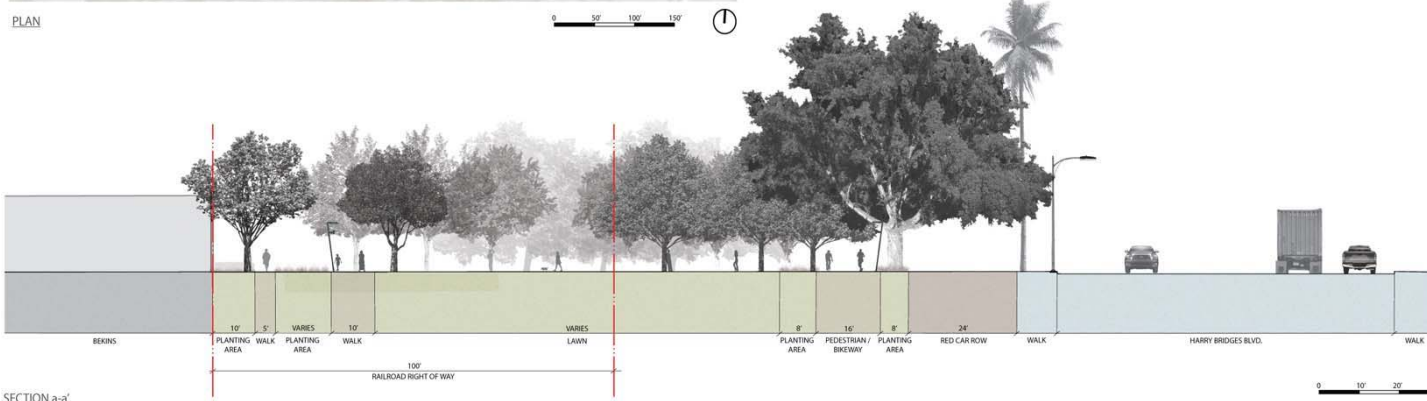 PLAN
0 50' 100' 150'
10' 5' VARIES 10' VARIES 8' 16' 8' 24'
BEKINS PLANTING AREA WALK PLANTING AREA WALK LAWN PLANTING AREA PEDESTRIAN / BIKEWAY PLANTING AREA RED CAR ROW WALK HARRY BRIDGES BLVD. WALK
100'
RAILROAD RIGHT OF WAY
0 10' 20'
SECTION a-a'